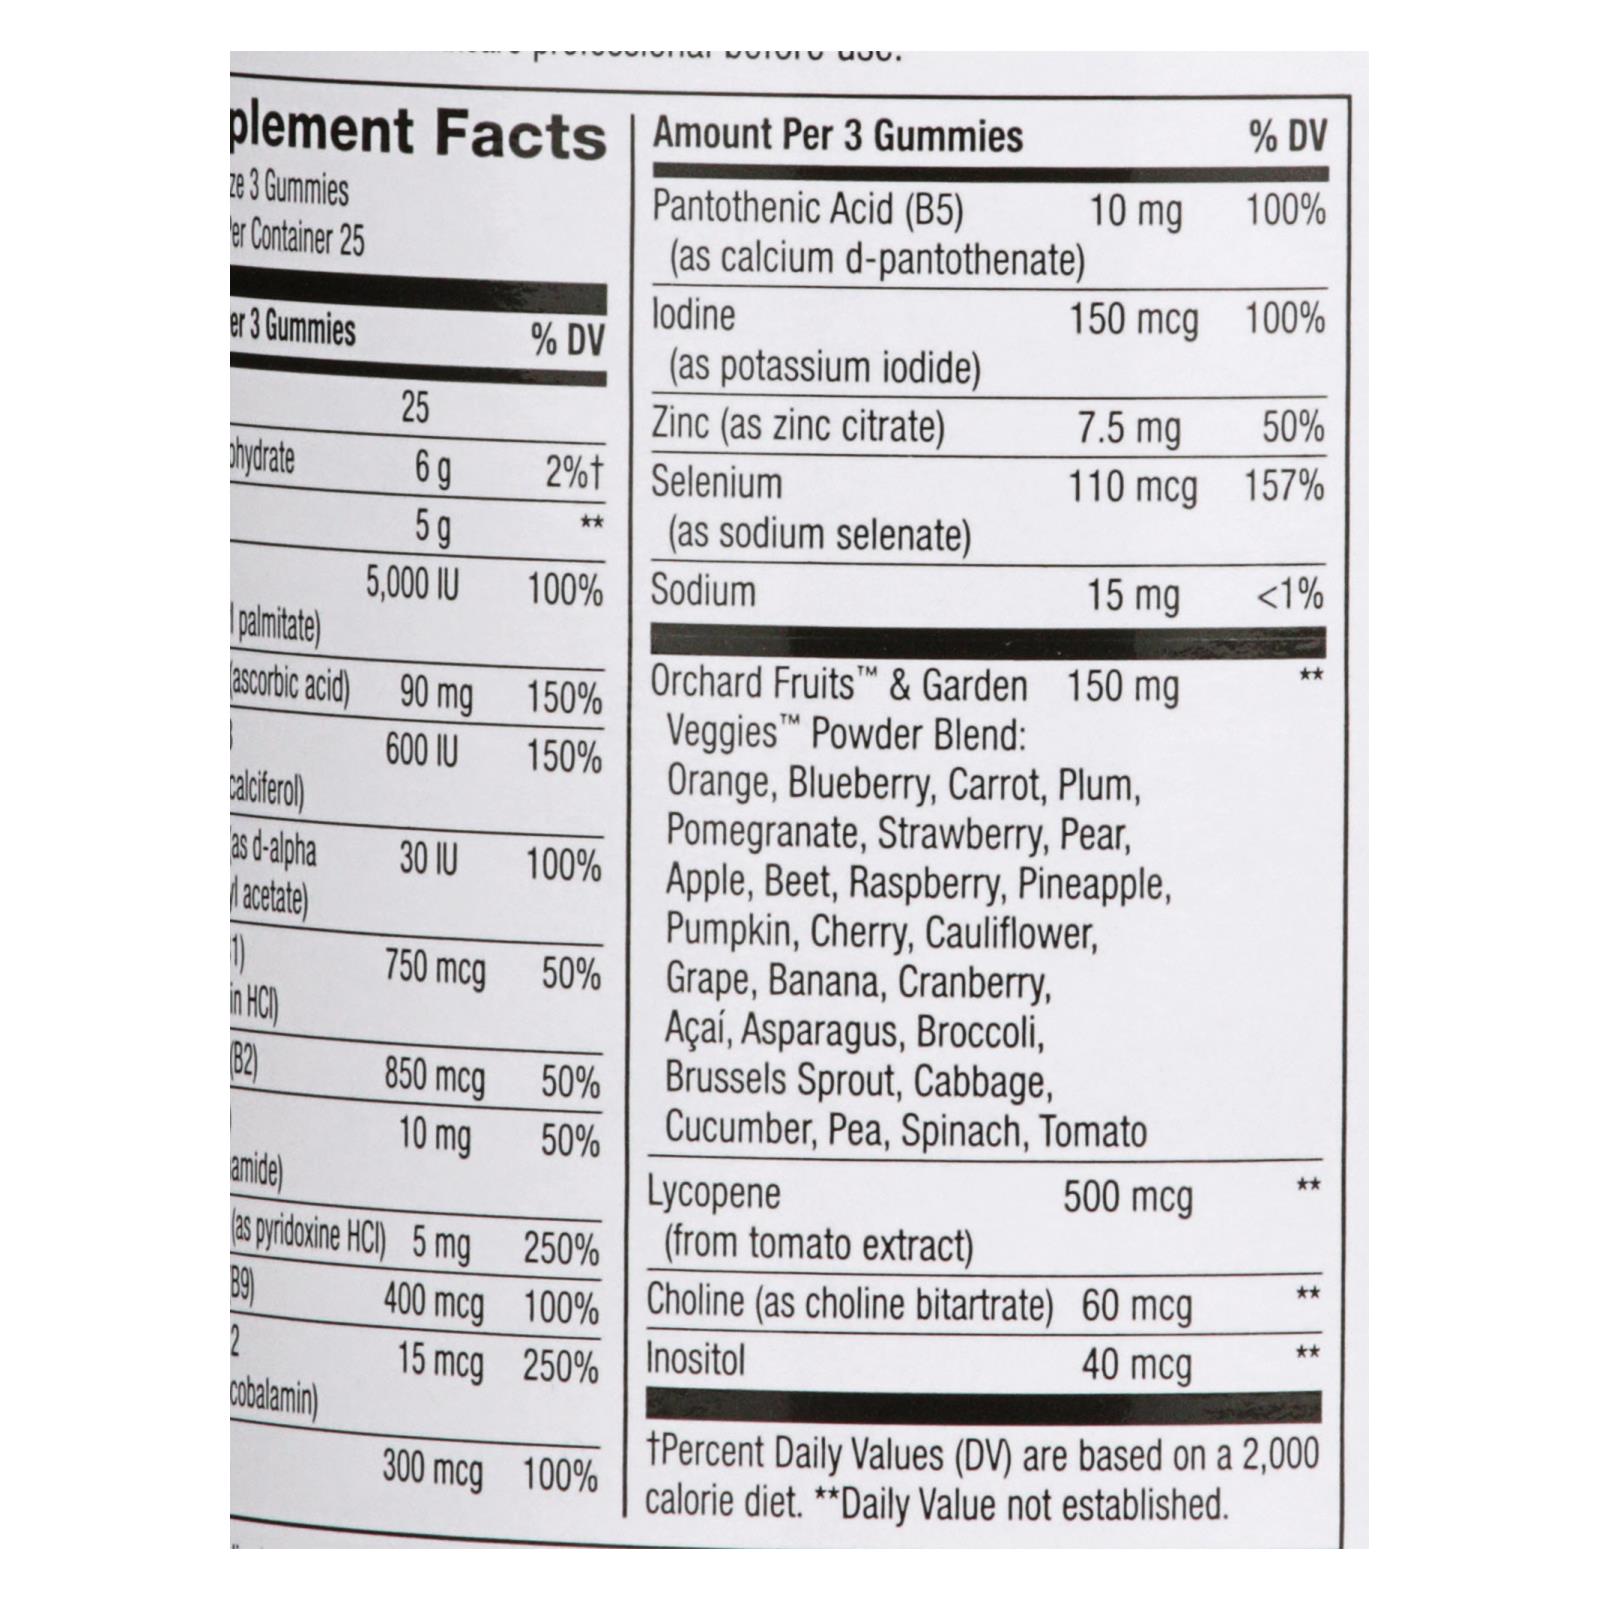 plement Facts
ze 3 Gummies
er Container 25
er 3 Gummies % DV
25
ohydrate 6 g 2%†
5 g **
5,000 IU 100%
l palmitate)
(ascorbic acid) 90 mg 150%
600 IU 150%
calciferol)
(as d-alpha 30 IU 100%
yl acetate)
1) 750 mcg 50%
in HCl)
(B2) 850 mcg 50%
10 mg 50%
amide)
(as pyridoxine HCl) 5 mg 250%
B9) 400 mcg 100%
2 15 mcg 250%
cobalamin)
300 mcg 100%
Amount Per 3 Gummies % DV
Pantothenic Acid (B5) 10 mg 100%
(as calcium d-pantothenate)
Iodine 150 mcg 100%
(as potassium iodide)
Zinc (as zinc citrate) 7.5 mg 50%
Selenium 110 mcg 157%
(as sodium selenate)
Sodium 15 mg <1%
Orchard Fruits™ & Garden 150 mg **
Veggies™ Powder Blend:
Orange, Blueberry, Carrot, Plum,
Pomegranate, Strawberry, Pear,
Apple, Beet, Raspberry, Pineapple,
Pumpkin, Cherry, Cauliflower,
Grape, Banana, Cranberry,
Açaí, Asparagus, Broccoli,
Brussels Sprout, Cabbage,
Cucumber, Pea, Spinach, Tomato
Lycopene 500 mcg **
(from tomato extract)
Choline (as choline bitartrate) 60 mcg **
Inositol 40 mcg **
†Percent Daily Values (DV) are based on a 2,000
calorie diet. **Daily Value not established.